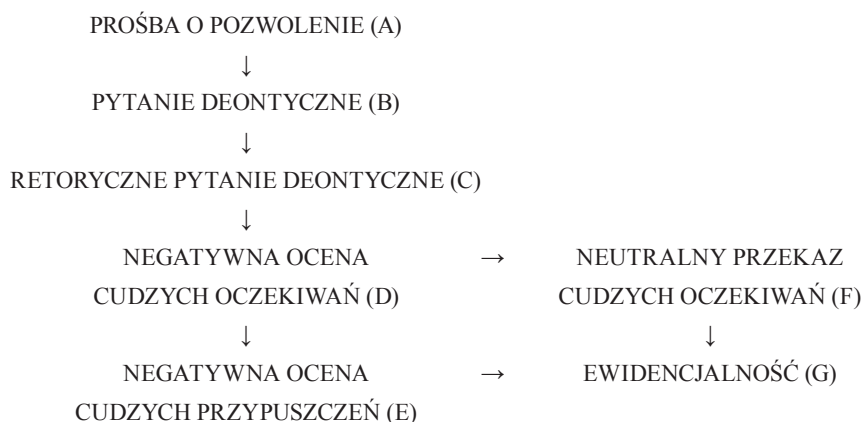 PROŚBA O POZWOLENIE (A)
↓
PYTANIE DEONTYCZNE (B)
↓
RETORYCZNE PYTANIE DEONTYCZNE (C)
↓
NEGATYWNA OCENA → NEUTRALNY PRZEKAZ
CUDZYCH OCZEKIWAŃ (D) CUDZYCH OCZEKIWAŃ (F)
↓ ↓
NEGATYWNA OCENA → EWIDENCJALNOŚĆ (G)
CUDZYCH PRZYPUSZCZEŃ (E)